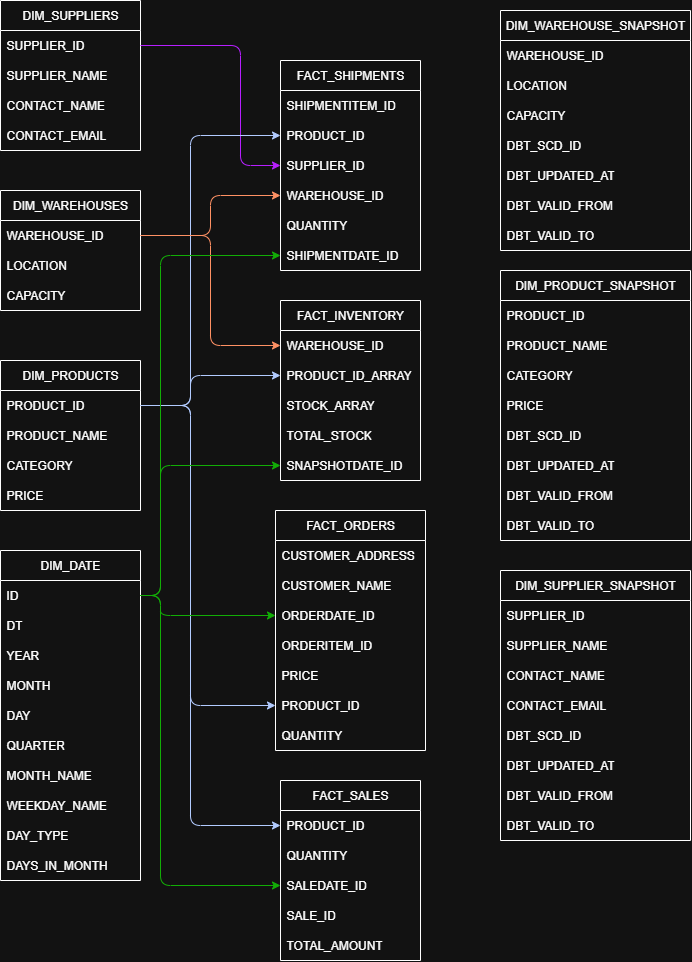 DIM_SUPPLIERS
SUPPLIER_ID
SUPPLIER_NAME
CONTACT_NAME
CONTACT_EMAIL
DIM_WAREHOUSES
WAREHOUSE_ID
LOCATION
CAPACITY
DIM_PRODUCTS
PRODUCT_ID
PRODUCT_NAME
CATEGORY
PRICE
DIM_DATE
ID
DT
YEAR
MONTH
DAY
QUARTER
MONTH_NAME
WEEKDAY_NAME
DAY_TYPE
DAYS_IN_MONTH
FACT_SHIPMENTS
SHIPMENTITEM_ID
PRODUCT_ID
SUPPLIER_ID
WAREHOUSE_ID
QUANTITY
SHIPMENTDATE_ID
FACT_INVENTORY
WAREHOUSE_ID
PRODUCT_ID_ARRAY
STOCK_ARRAY
TOTAL_STOCK
SNAPSHOTDATE_ID
FACT_ORDERS
CUSTOMER_ADDRESS
CUSTOMER_NAME
ORDERDATE_ID
ORDERITEM_ID
PRICE
PRODUCT_ID
QUANTITY
FACT_SALES
PRODUCT_ID
QUANTITY
SALEDATE_ID
SALE_ID
TOTAL_AMOUNT
DIM_WAREHOUSE_SNAPSHOT
WAREHOUSE_ID
LOCATION
CAPACITY
DBT_SCD_ID
DBT_UPDATED_AT
DBT_VALID_FROM
DBT_VALID_TO
DIM_PRODUCT_SNAPSHOT
PRODUCT_ID
PRODUCT_NAME
CATEGORY
PRICE
DBT_SCD_ID
DBT_UPDATED_AT
DBT_VALID_FROM
DBT_VALID_TO
DIM_SUPPLIER_SNAPSHOT
SUPPLIER_ID
SUPPLIER_NAME
CONTACT_NAME
CONTACT_EMAIL
DBT_SCD_ID
DBT_UPDATED_AT
DBT_VALID_FROM
DBT_VALID_TO